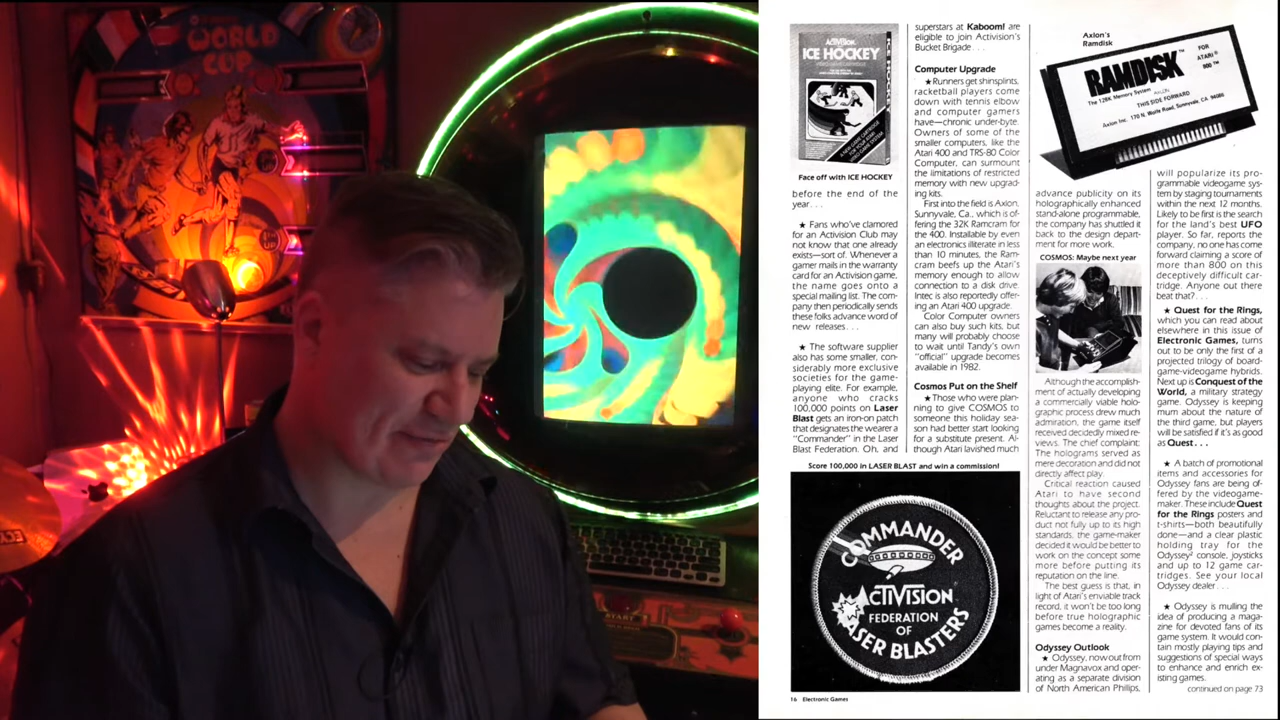 ACTIVISION
ICE HOCKEY
Face off with ICE HOCKEY
before the end of the
year. . .
★ Fans who've clamored
for an Activision Club may
not know that one already
exists—sort of. Whenever a
gamer mails in the warranty
card for an Activision game,
the name goes onto a
special mailing list. The com-
pany then periodically sends
these folks advance word of
new releases. . .
★ The software supplier
also has some smaller, con-
siderably more exclusive
societies for the game-
playing elite. For example,
anyone who cracks
100,000 points on Laser
Blast gets an iron-on patch
that designates the wearer a
"Commander" in the Laser
Blast Federation. Oh, and
superstars at Kaboom! are
eligible to join Activision's
Bucket Brigade . . .
Computer Upgrade
★ Runners get shinsplints,
racketball players come
down with tennis elbow
and computer gamers
have—chronic under-byte.
Owners of some of the
smaller computers, like the
Atari 400 and TRS-80 Color
Computer, can surmount
the limitations of restricted
memory with new upgrad-
ing kits.
First into the field is Axlon,
Sunnyvale, Ca., which is of-
fering the 32K Ramcram for
the 400. Installable by even
an electronics illiterate in less
than 10 minutes, the Ram-
cram beefs up the Atari's
memory enough to allow
connection to a disk drive.
Intec is also reportedly offer-
ing an Atari 400 upgrade.
Color Computer owners
can also buy such kits, but
many will probably choose
to wait until Tandy's own
"official" upgrade becomes
available in 1982.
Cosmos Put on the Shelf
★ Those who were plan-
ning to give COSMOS to
someone this holiday sea-
son had better start looking
for a substitute present. Al-
though Atari lavished much
Score 100,000 in LASER BLAST and win a commission!
COMMANDER
ACTIVISION
FEDERATION
OF
LASER BLASTERS
Axlon's
Ramdisk
RAMDISK™
FOR
ATARI®
800™
The 128K Memory System
AXLON
THIS SIDE FORWARD
Axlon Inc. 170 N. Wolfe Road, Sunnyvale, CA 94086
advance publicity on its
holographically enhanced
stand-alone programmable,
the company has shuttled it
back to the design depart-
ment for more work.
COSMOS: Maybe next year
Although the accomplish-
ment of actually developing
a commercially viable holo-
graphic process drew much
admiration, the game itself
received decidedly mixed re-
views. The chief complaint:
The holograms served as
mere decoration and did not
directly affect play.
Critical reaction caused
Atari to have second
thoughts about the project.
Reluctant to release any pro-
duct not fully up to its high
standards, the game-maker
decided it would be better to
work on the concept some
more before putting its
reputation on the line.
The best guess is that, in
light of Atari's enviable track
record, it won't be too long
before true holographic
games become a reality.
Odyssey Outlook
★ Odyssey, now out from
under Magnavox and oper-
ating as a separate division
of North American Philips,
will popularize its pro-
grammable videogame sys-
tem by staging tournaments
within the next 12 months.
Likely to be first is the search
for the land's best UFO
player. So far, reports the
company, no one has come
forward claiming a score of
more than 800 on this
deceptively difficult car-
tridge. Anyone out there
beat that? . . .
★ Quest for the Rings,
which you can read about
elsewhere in this issue of
Electronic Games, turns
out to be only the first of a
projected trilogy of board-
game-videogame hybrids.
Next up is Conquest of the
World, a military strategy
game. Odyssey is keeping
mum about the nature of
the third game, but players
will be satisfied if it's as good
as Quest . . .
★ A batch of promotional
items and accessories for
Odyssey fans are being of-
fered by the videogame-
maker. These include Quest
for the Rings posters and
t-shirts—both beautifully
done—and a clear plastic
holding tray for the
Odyssey² console, joysticks
and up to 12 game car-
tridges. See your local
Odyssey dealer . . .
★ Odyssey is mulling the
idea of producing a maga-
zine for devoted fans of its
game system. It would con-
tain mostly playing tips and
suggestions of special ways
to enhance and enrich ex-
isting games.
continued on page 73
16 Electronic Games